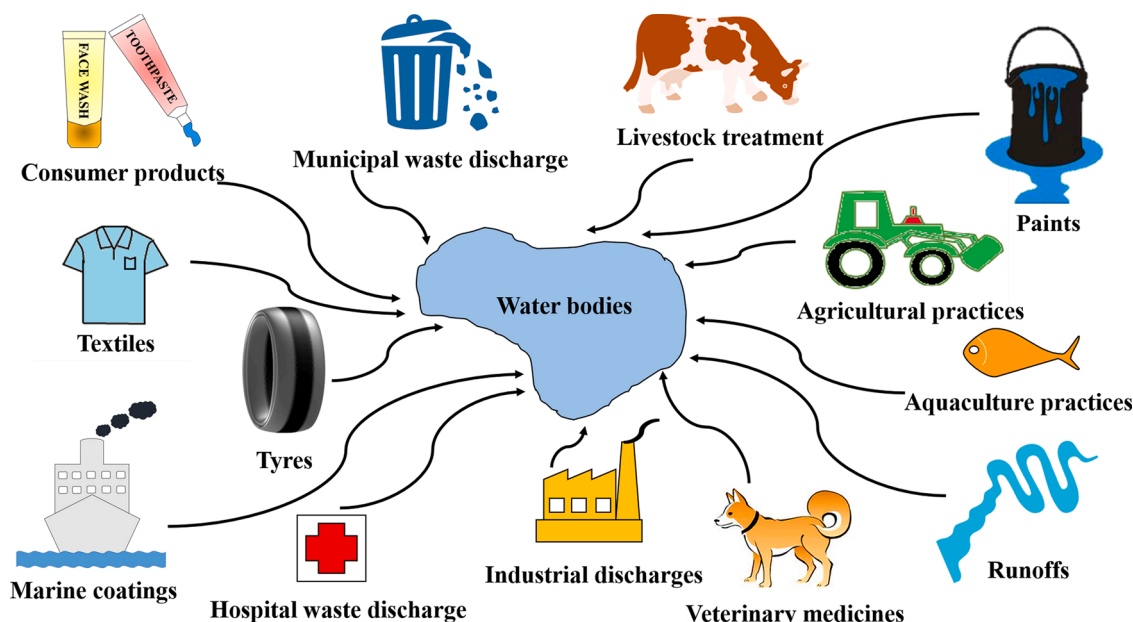 FACE WASH
TOOTHPASTE
Consumer products
Municipal waste discharge
Livestock treatment
Paints
Textiles
Water bodies
Agricultural practices
Tyres
Aquaculture practices
Marine coatings
Hospital waste discharge
Industrial discharges
Veterinary medicines
Runoffs